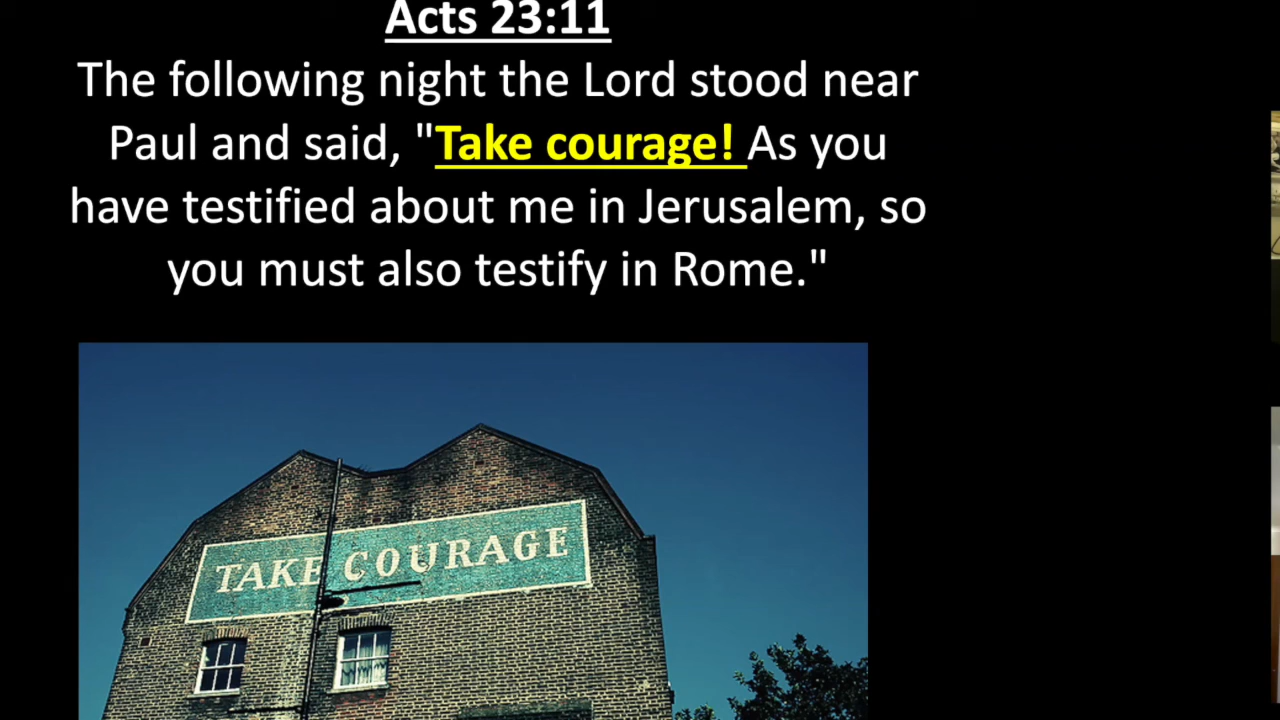 Acts 23:11
The following night the Lord stood near
Paul and said, "Take courage! As you
have testified about me in Jerusalem, so
you must also testify in Rome."
TAKE COURAGE